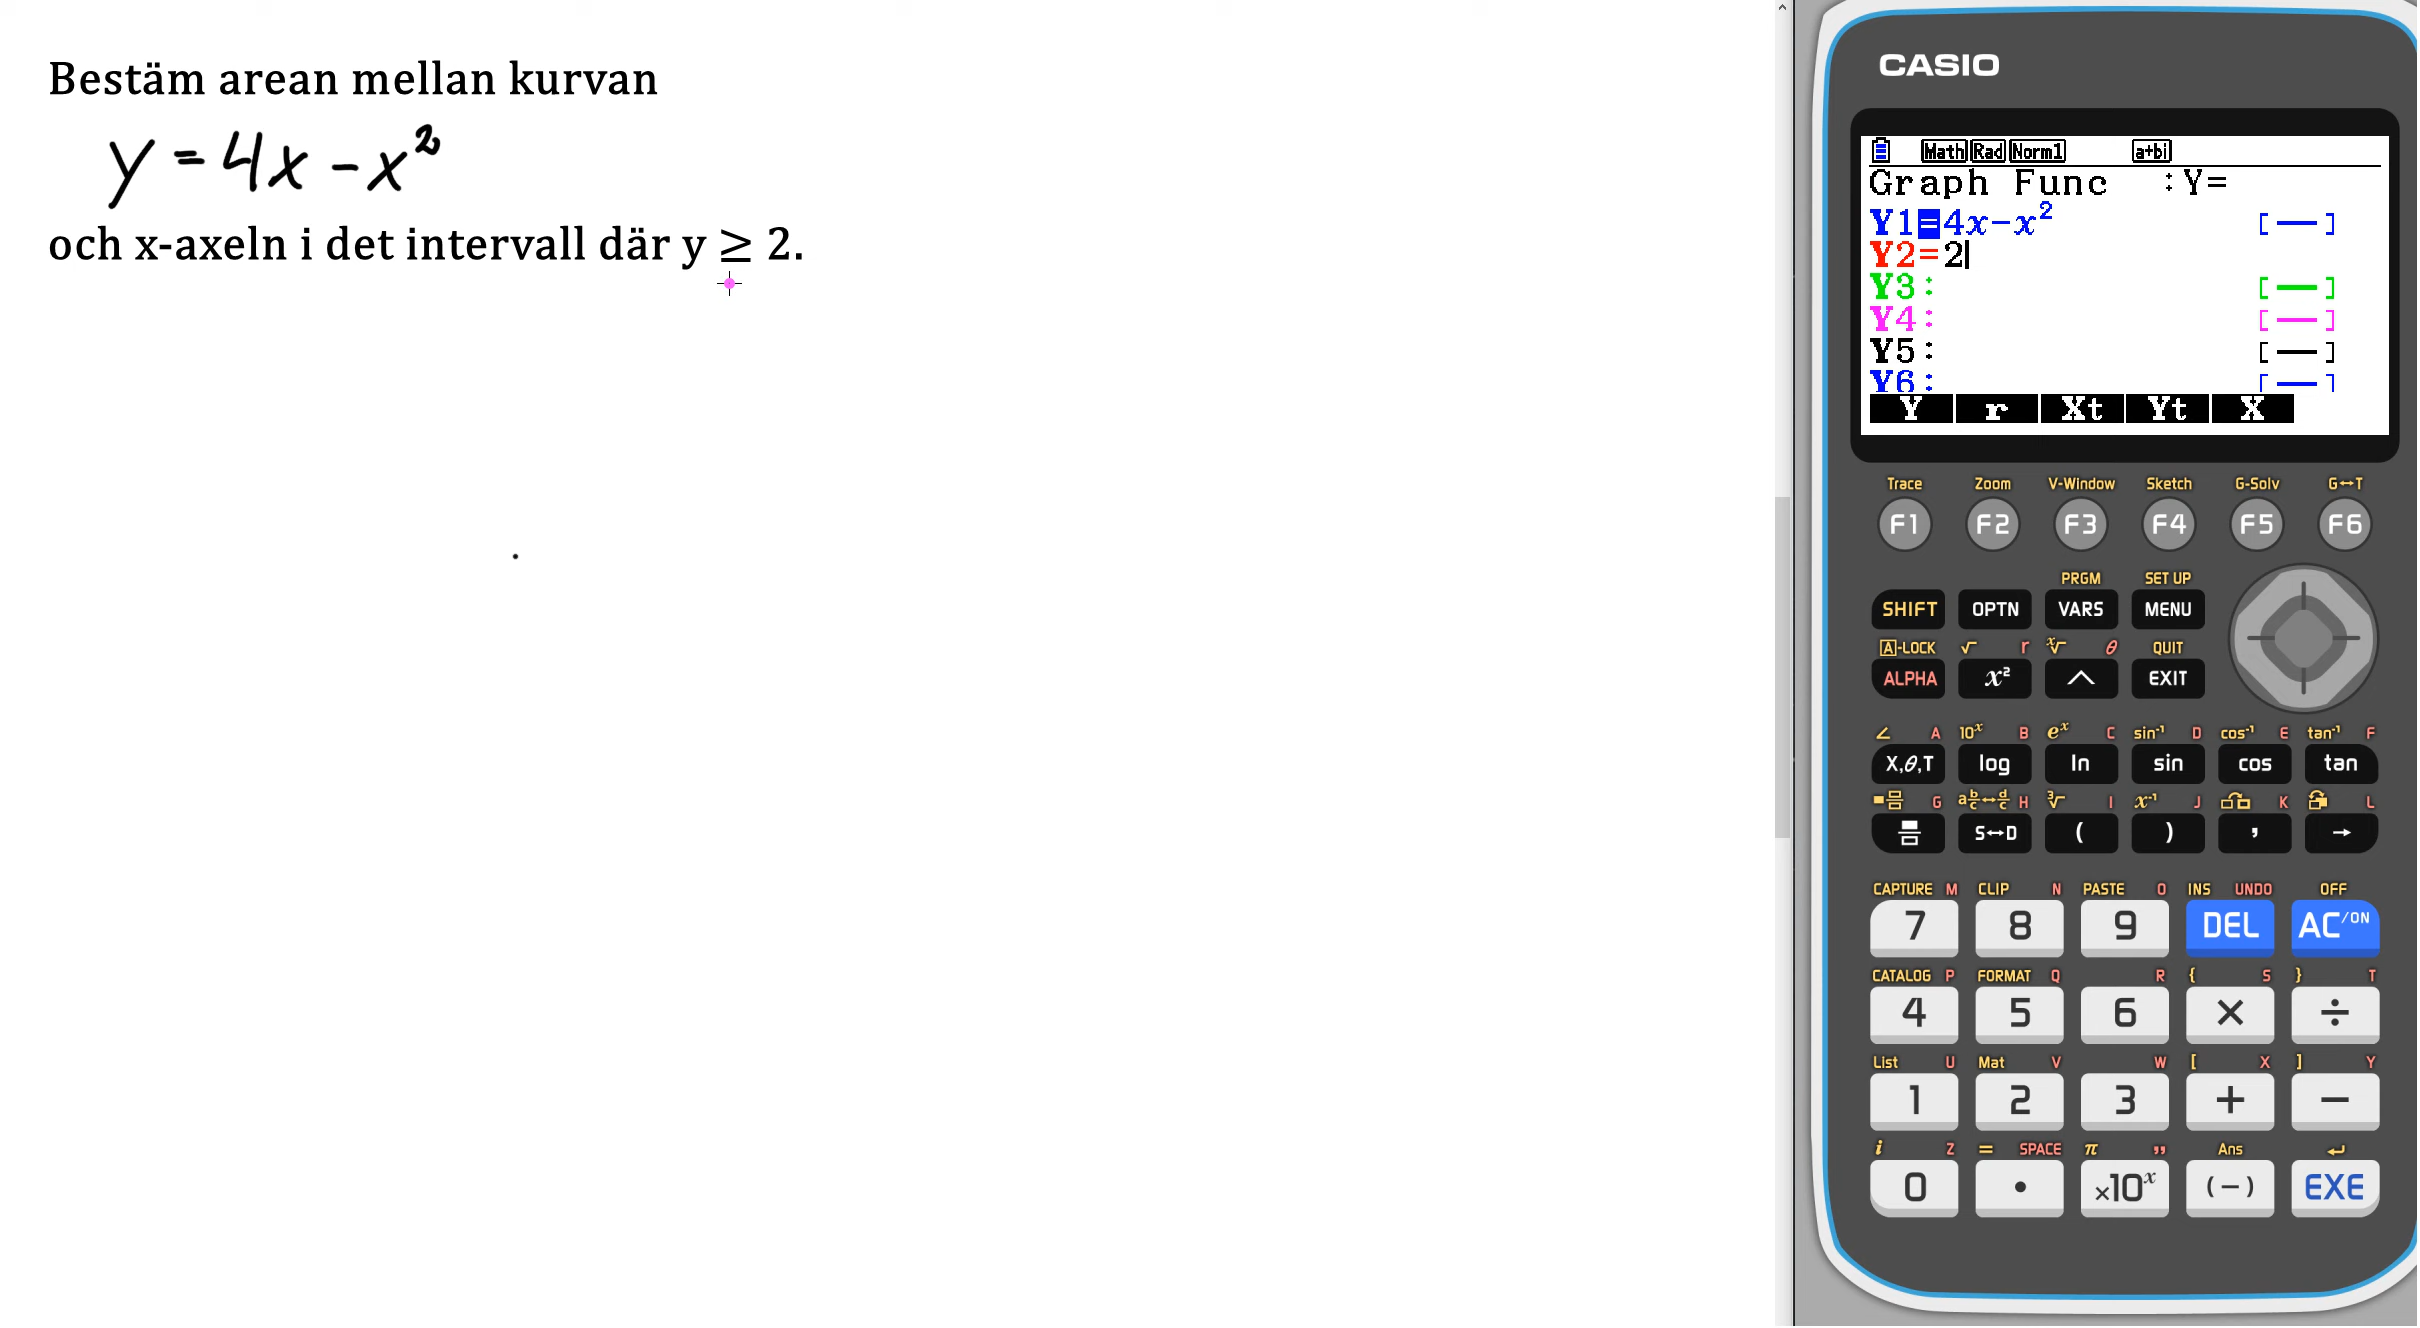 Bestäm arean mellan kurvan
y = 4x - x²
och x-axeln i det intervall där y ≥ 2.
CASIO
Math Rad Norm1 a+bi
Graph Func :Y=
Y1=4x-x² [—]
Y2=2
Y3: [—]
Y4: [—]
Y5: [—]
Y6: [—]
Y r Xt Yt X
Trace Zoom V-Window Sketch G-Solv G↔T
F1 F2 F3 F4 F5 F6
PRGM SET UP
SHIFT OPTN VARS MENU
A-LOCK √ r ˣ√ θ QUIT
ALPHA x² ^ EXIT
∠ A 10ˣ B eˣ C sin⁻¹ D cos⁻¹ E tan⁻¹ F
X,θ,T log ln sin cos tan
G a b/c↔d/c H ³√ I x⁻¹ J K L
S↔D ( ) , →
CAPTURE M CLIP N PASTE O INS UNDO OFF
7 8 9 DEL AC/ON
CATALOG P FORMAT Q R { S } T
4 5 6 × ÷
List U Mat V W [ X ] Y
1 2 3 + −
i Z = SPACE π " Ans ↵
0 • ×10ˣ (−) EXE